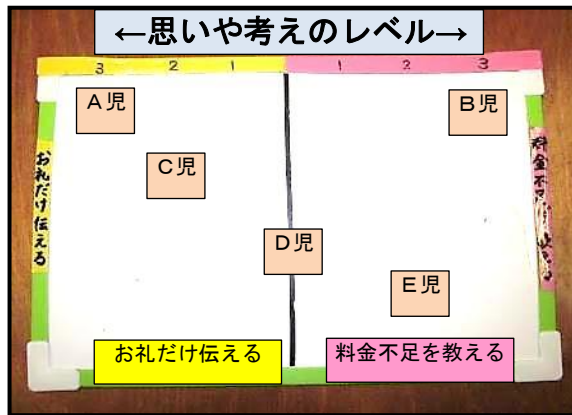 ←思いや考えのレベル→
3 2 1 1 2 3
A児
B児
C児
D児
E児
お礼だけ伝える
料金不足
お礼だけ伝える
料金不足を教える